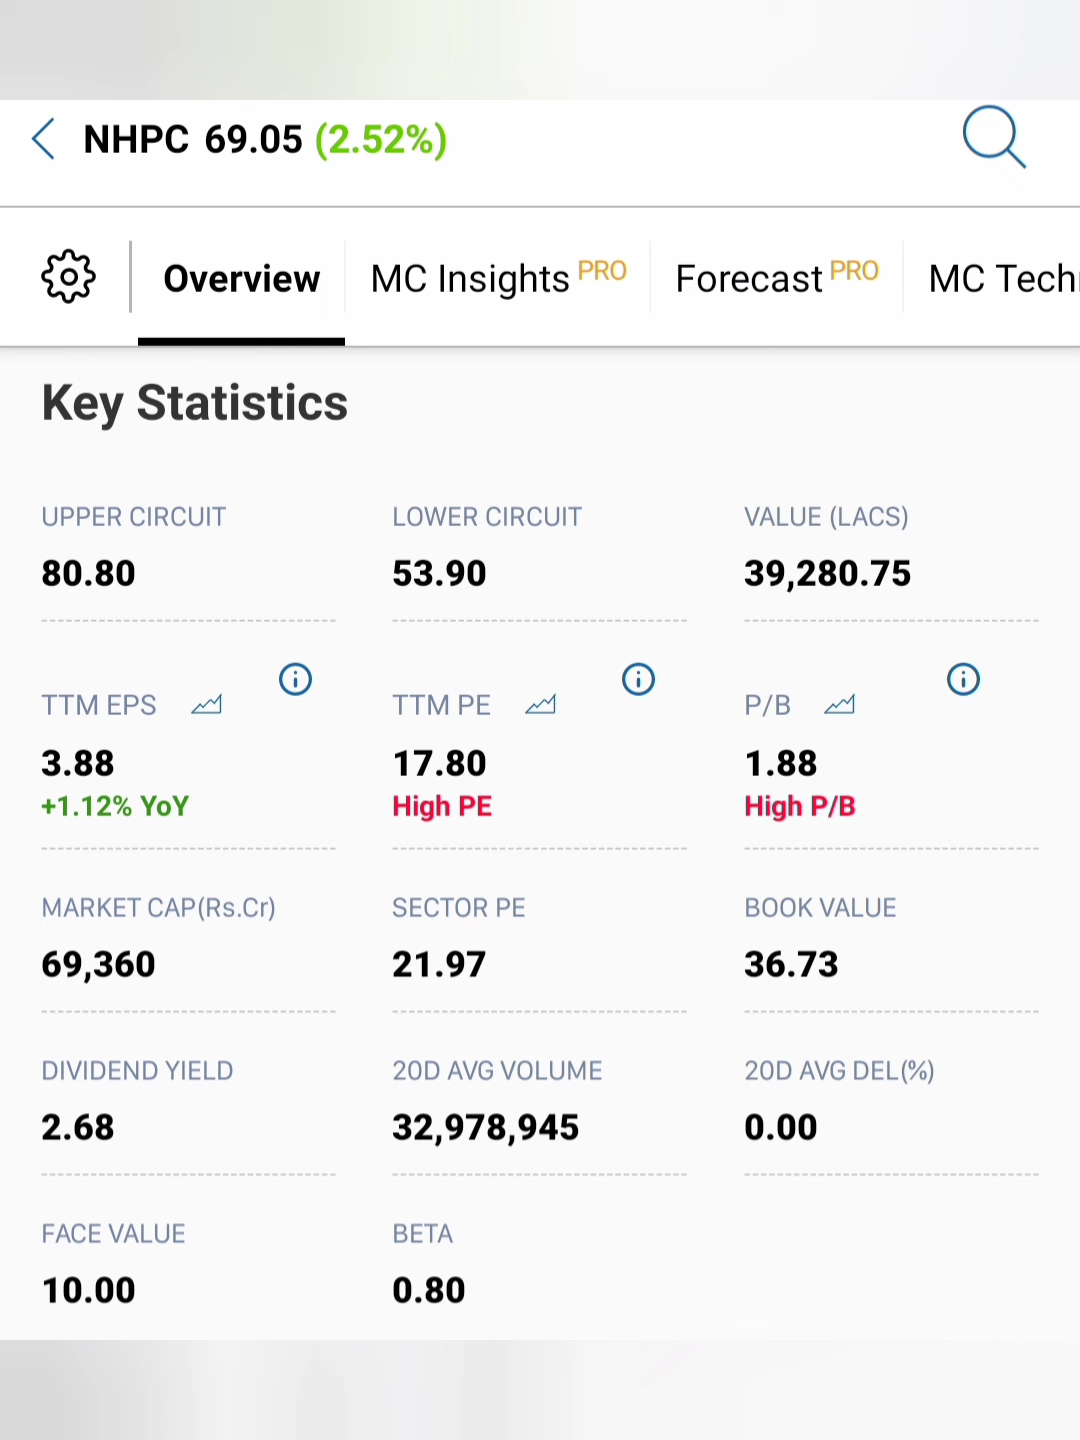 NHPC 69.05 (2.52%)
Overview MC Insights PRO Forecast PRO MC Tech
Key Statistics
UPPER CIRCUIT LOWER CIRCUIT VALUE (LACS)
80.80 53.90 39,280.75
TTM EPS TTM PE P/B
3.88 17.80 1.88
+1.12% YoY High PE High P/B
MARKET CAP(Rs.Cr) SECTOR PE BOOK VALUE
69,360 21.97 36.73
DIVIDEND YIELD 20D AVG VOLUME 20D AVG DEL(%)
2.68 32,978,945 0.00
FACE VALUE BETA
10.00 0.80